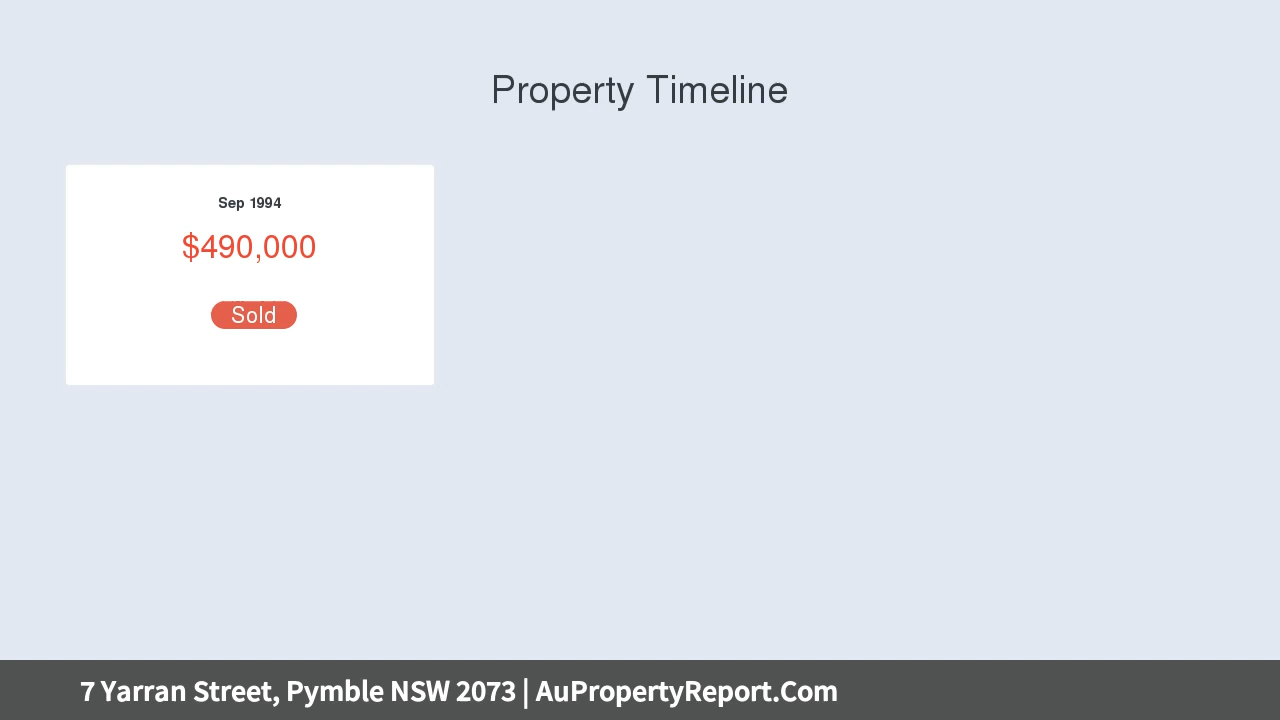 Property Timeline
Sep 1994
$490,000
Sold
7 Yarran Street, Pymble NSW 2073 | AuPropertyReport.Com